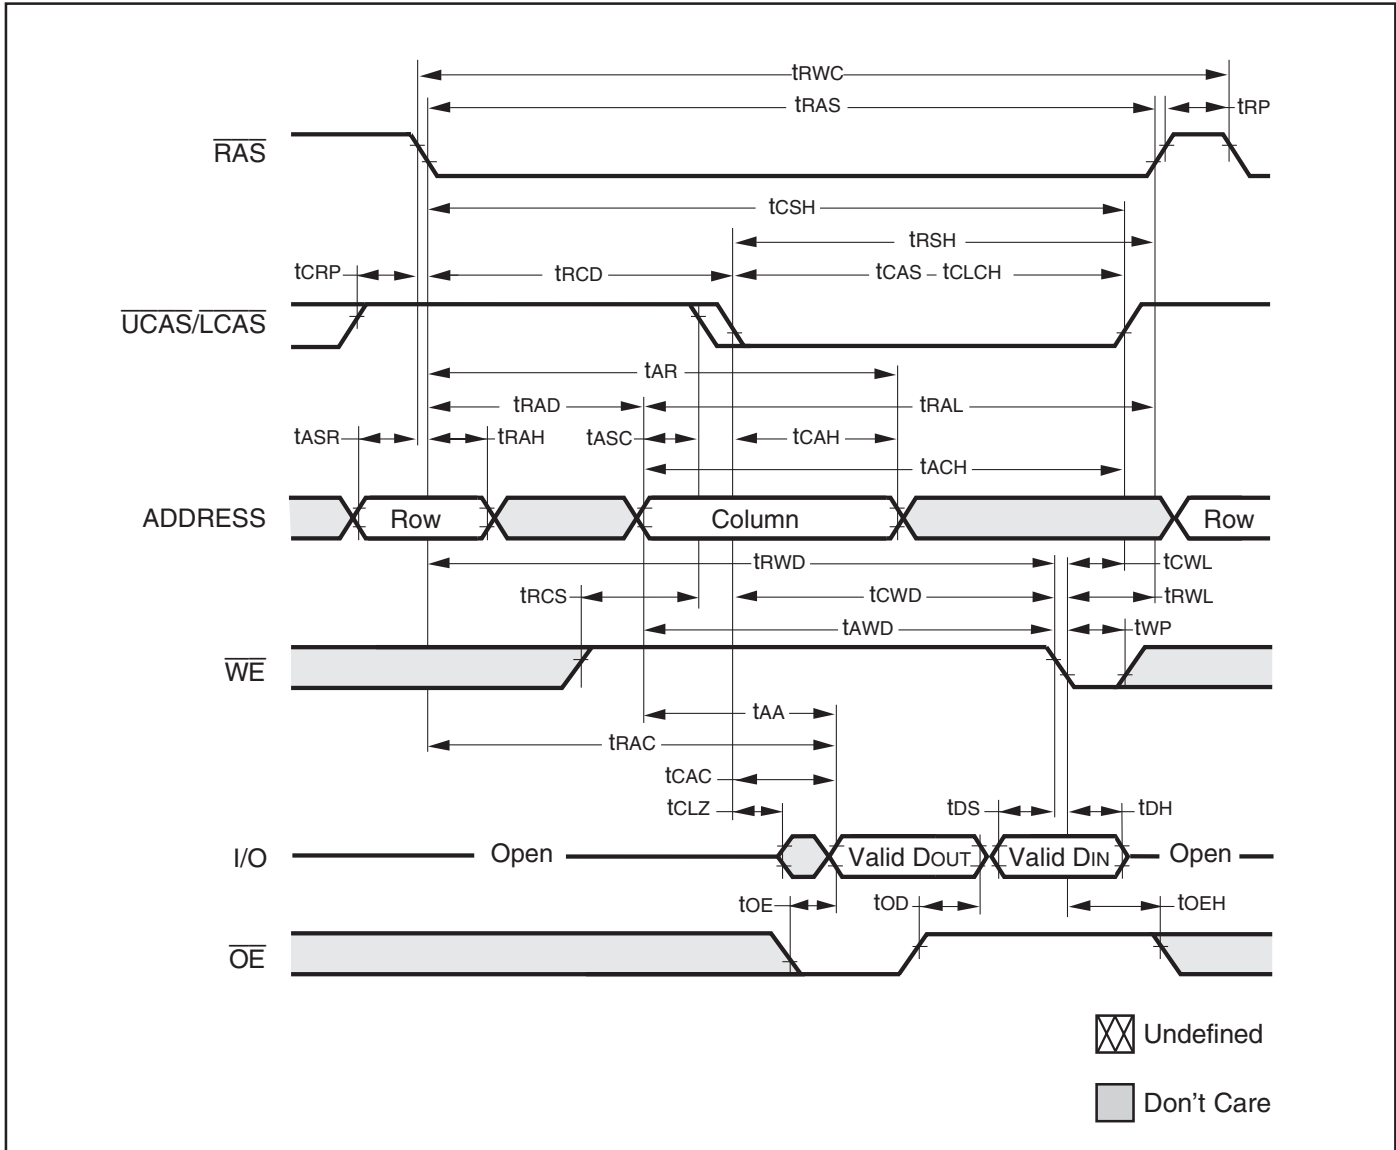 tRWC
tRAS
tRP
RAS
tCSH
tRSH
tCRP
tRCD
tCAS – tCLCH
UCAS/LCAS
tAR
tRAD
tRAL
tASR
tRAH
tASC
tCAH
tACH
ADDRESS
Row
Column
Row
tRWD
tCWL
tRCS
tCWD
tRWL
tAWD
tWP
WE
tAA
tRAC
tCAC
tCLZ
tDS
tDH
I/O
Open
Valid DOUT
Valid DIN
Open
tOE
tOD
tOEH
OE
Undefined
Don't Care